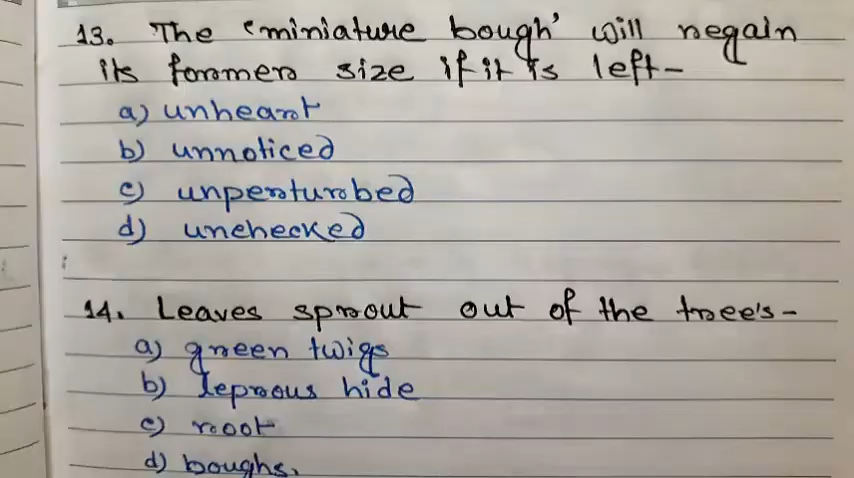 13. The 'miniature bough' will regain
its former size if it is left-
a) unheart
b) unnoticed
c) unperturbed
d) unchecked
14. Leaves sprout out of the tree's-
a) green twigs
b) leprous hide
c) root
d) boughs.